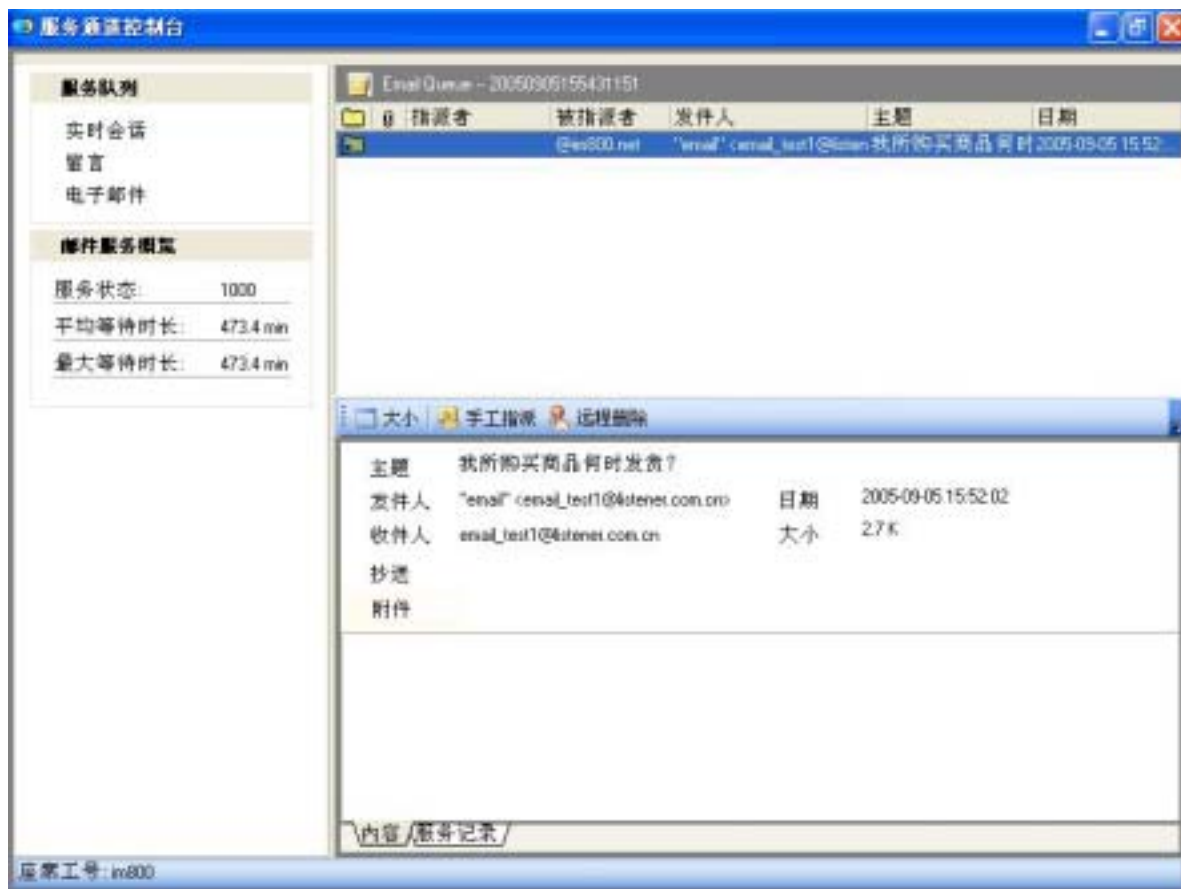 服务通道控制台
服务队列
实时会话
留言
电子邮件
邮件服务概览
服务状态: 1000
平均等待时长: 473.4 min
最大等待时长: 473.4 min
Email Queue -- 20050905155431151
指派者 被指派者 发件人 主题 日期
@im800.net "email" <email_test1@listen 我所购买商品何时 2005-09-05 15:52:...
大小 手工指派 远程删除
主题 我所购买商品何时发货?
发件人 "email" <email_test1@listener.com.cn> 日期 2005-09-05 15:52:02
收件人 email_test1@listener.com.cn 大小 2.7 K
抄送
附件
内容 服务记录
座席工号: im800